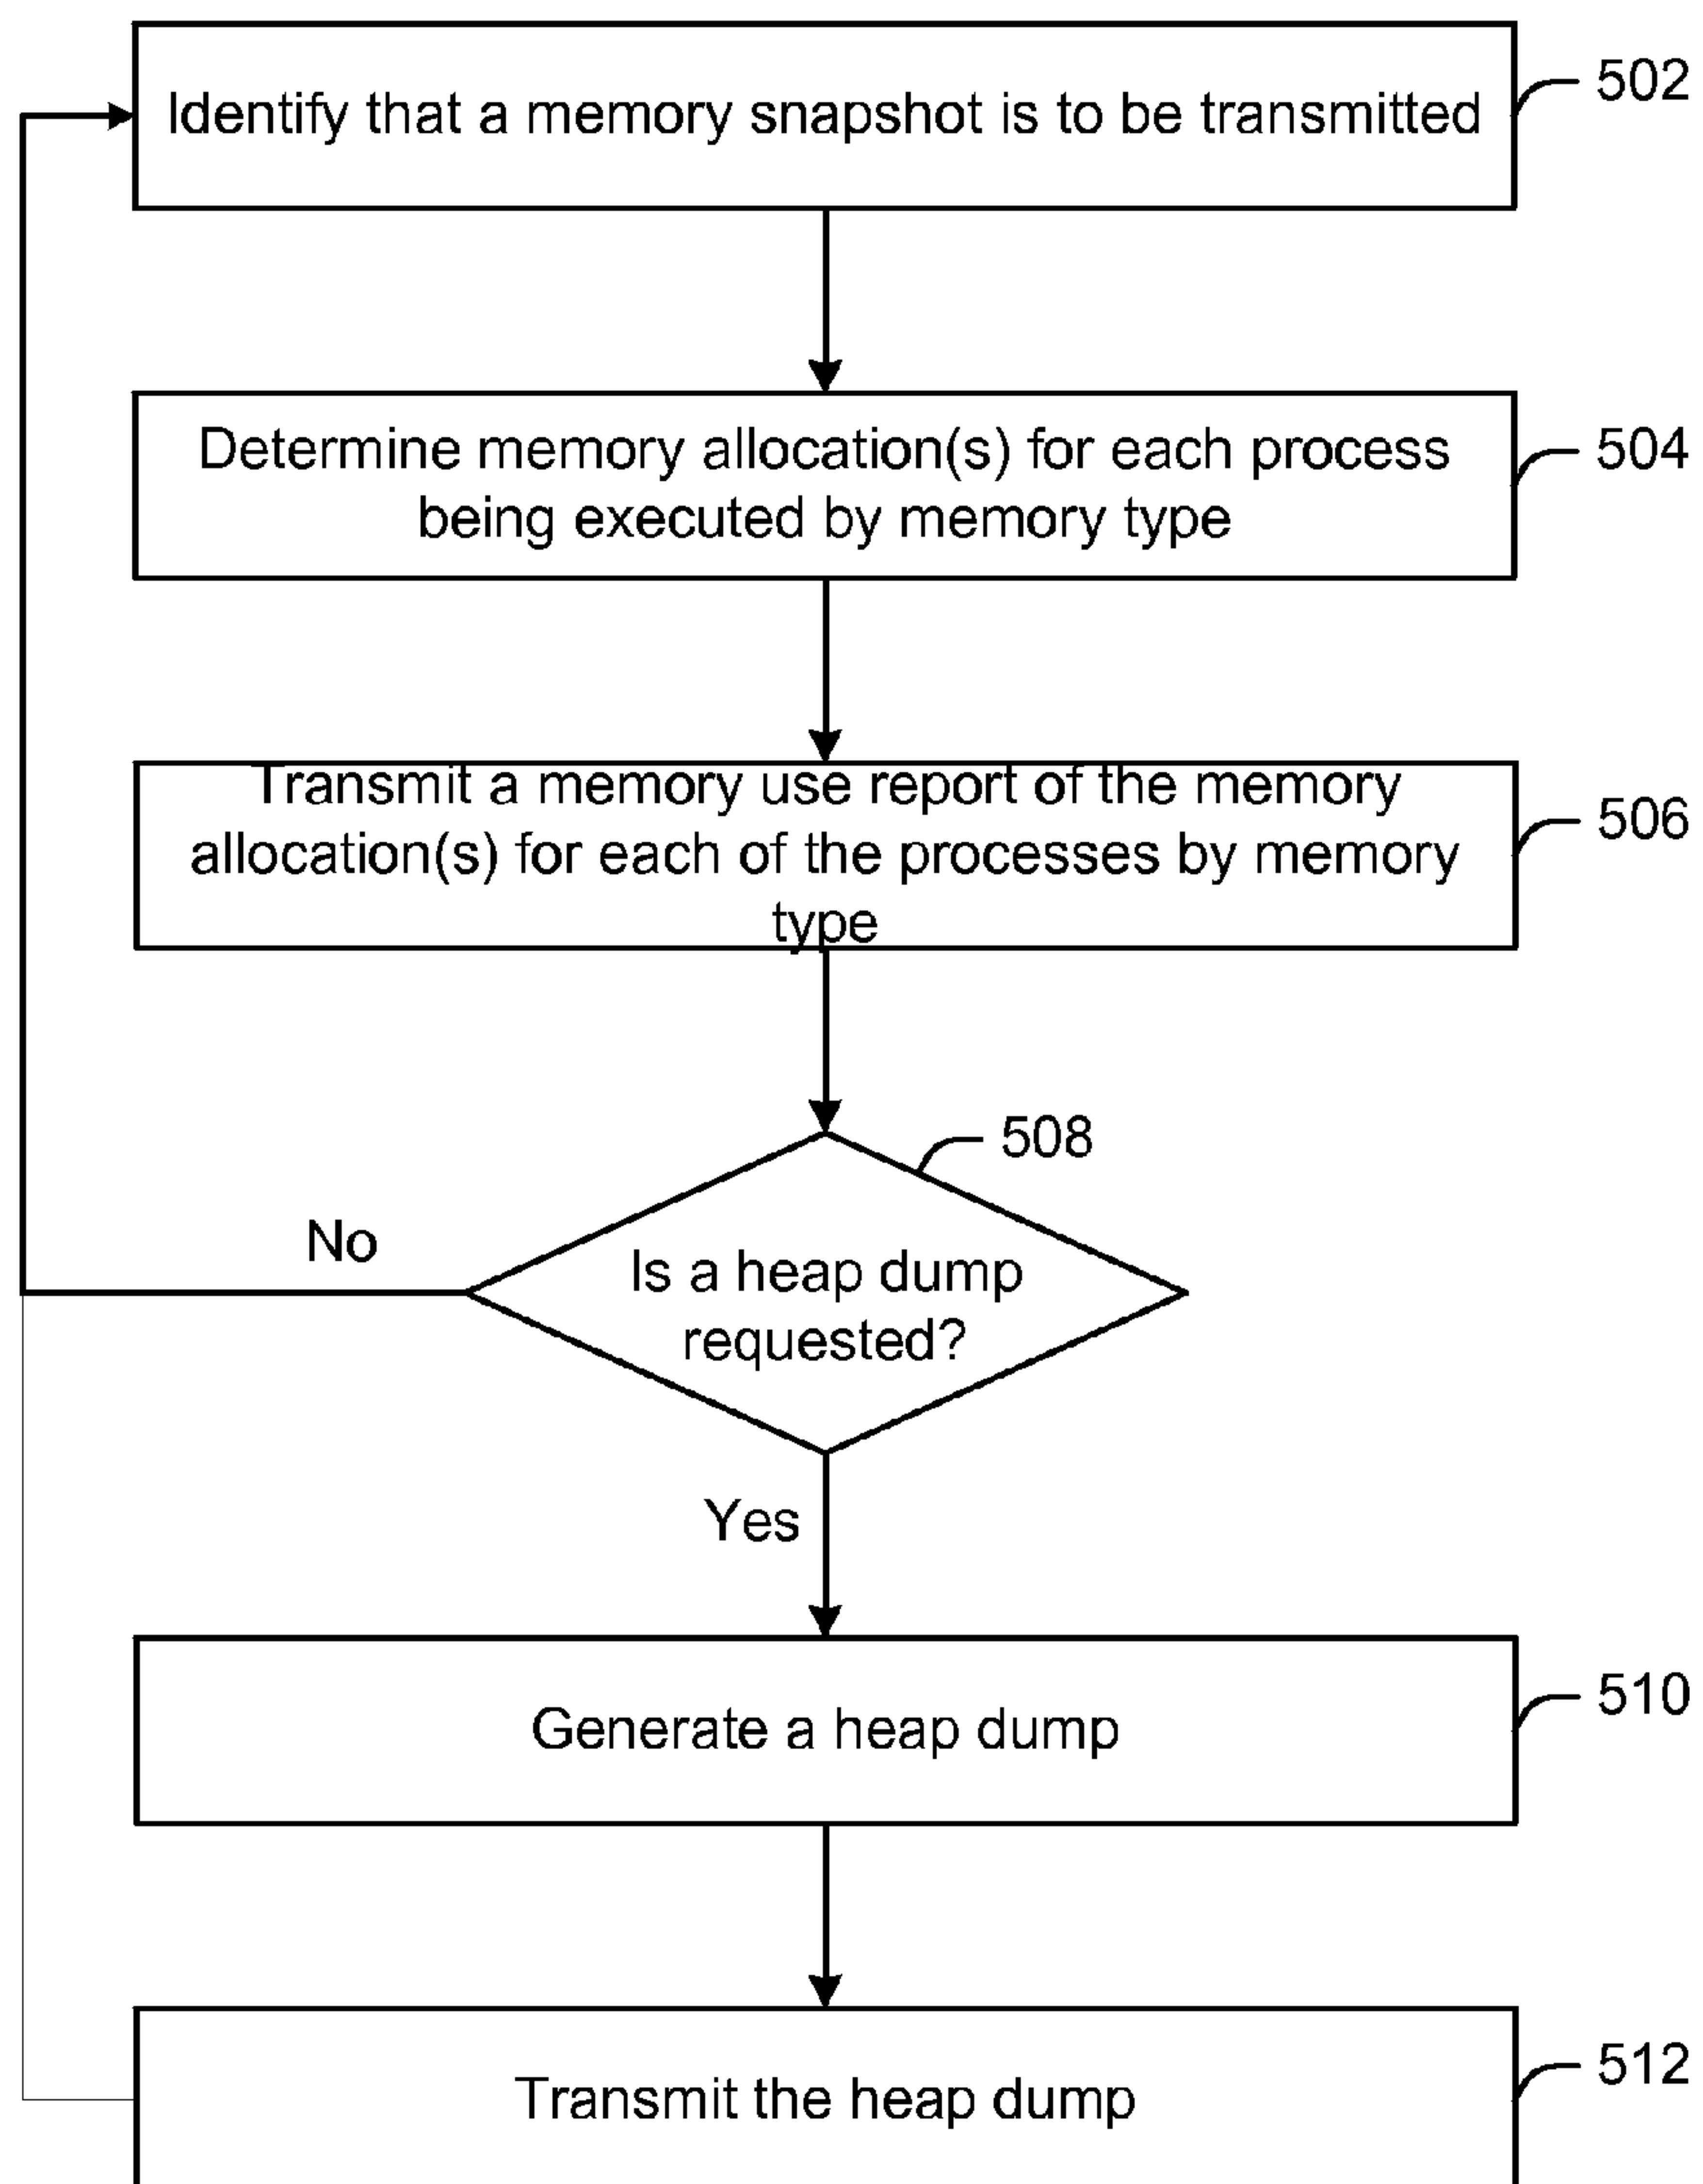 Identify that a memory snapshot is to be transmitted
502
Determine memory allocation(s) for each process
being executed by memory type
504
Transmit a memory use report of the memory
allocation(s) for each of the processes by memory
type
506
508
No
Is a heap dump
requested?
Yes
Generate a heap dump
510
Transmit the heap dump
512